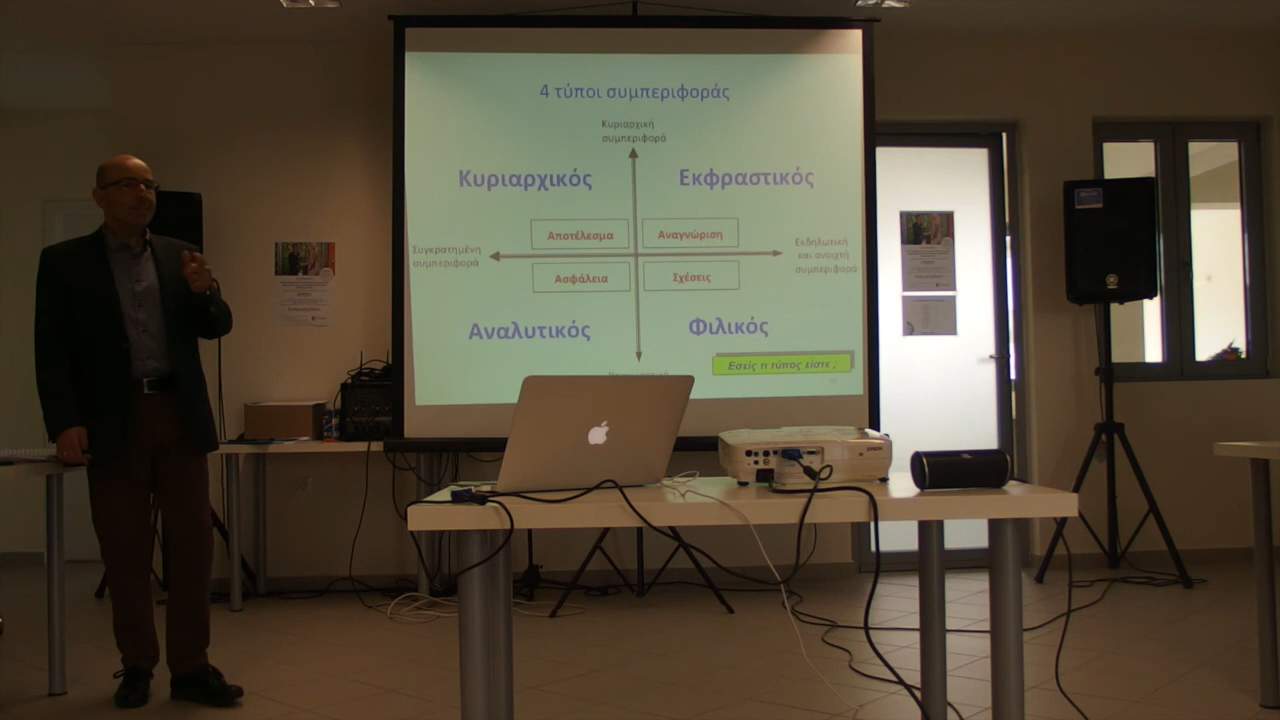 4 τύποι συμπεριφοράς
Κυριαρχική
συμπεριφορά
Κυριαρχικός
Εκφραστικός
Αποτέλεσμα
Αναγνώριση
Συγκρατημένη
συμπεριφορά
Εκδηλωτική
και ανοιχτή
συμπεριφορά
Ασφάλεια
Σχέσεις
Αναλυτικός
Φιλικός
Εσείς τι τύπος είστε ;
EPSON